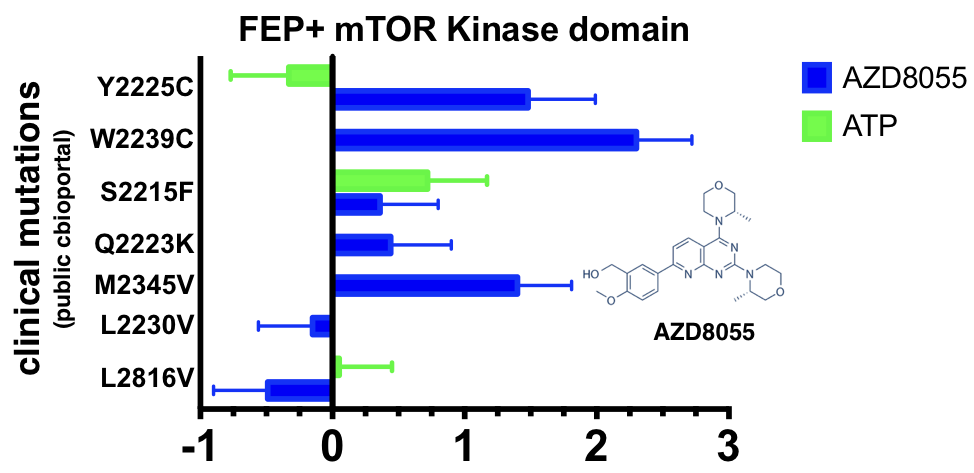 FEP+ mTOR Kinase domain
clinical mutations
(public cbioportal)
Y2225C
W2239C
S2215F
Q2223K
M2345V
L2230V
L2816V
-1 0 1 2 3
AZD8055
ATP
O
N
N
N
N
N
O
HO
O
AZD8055